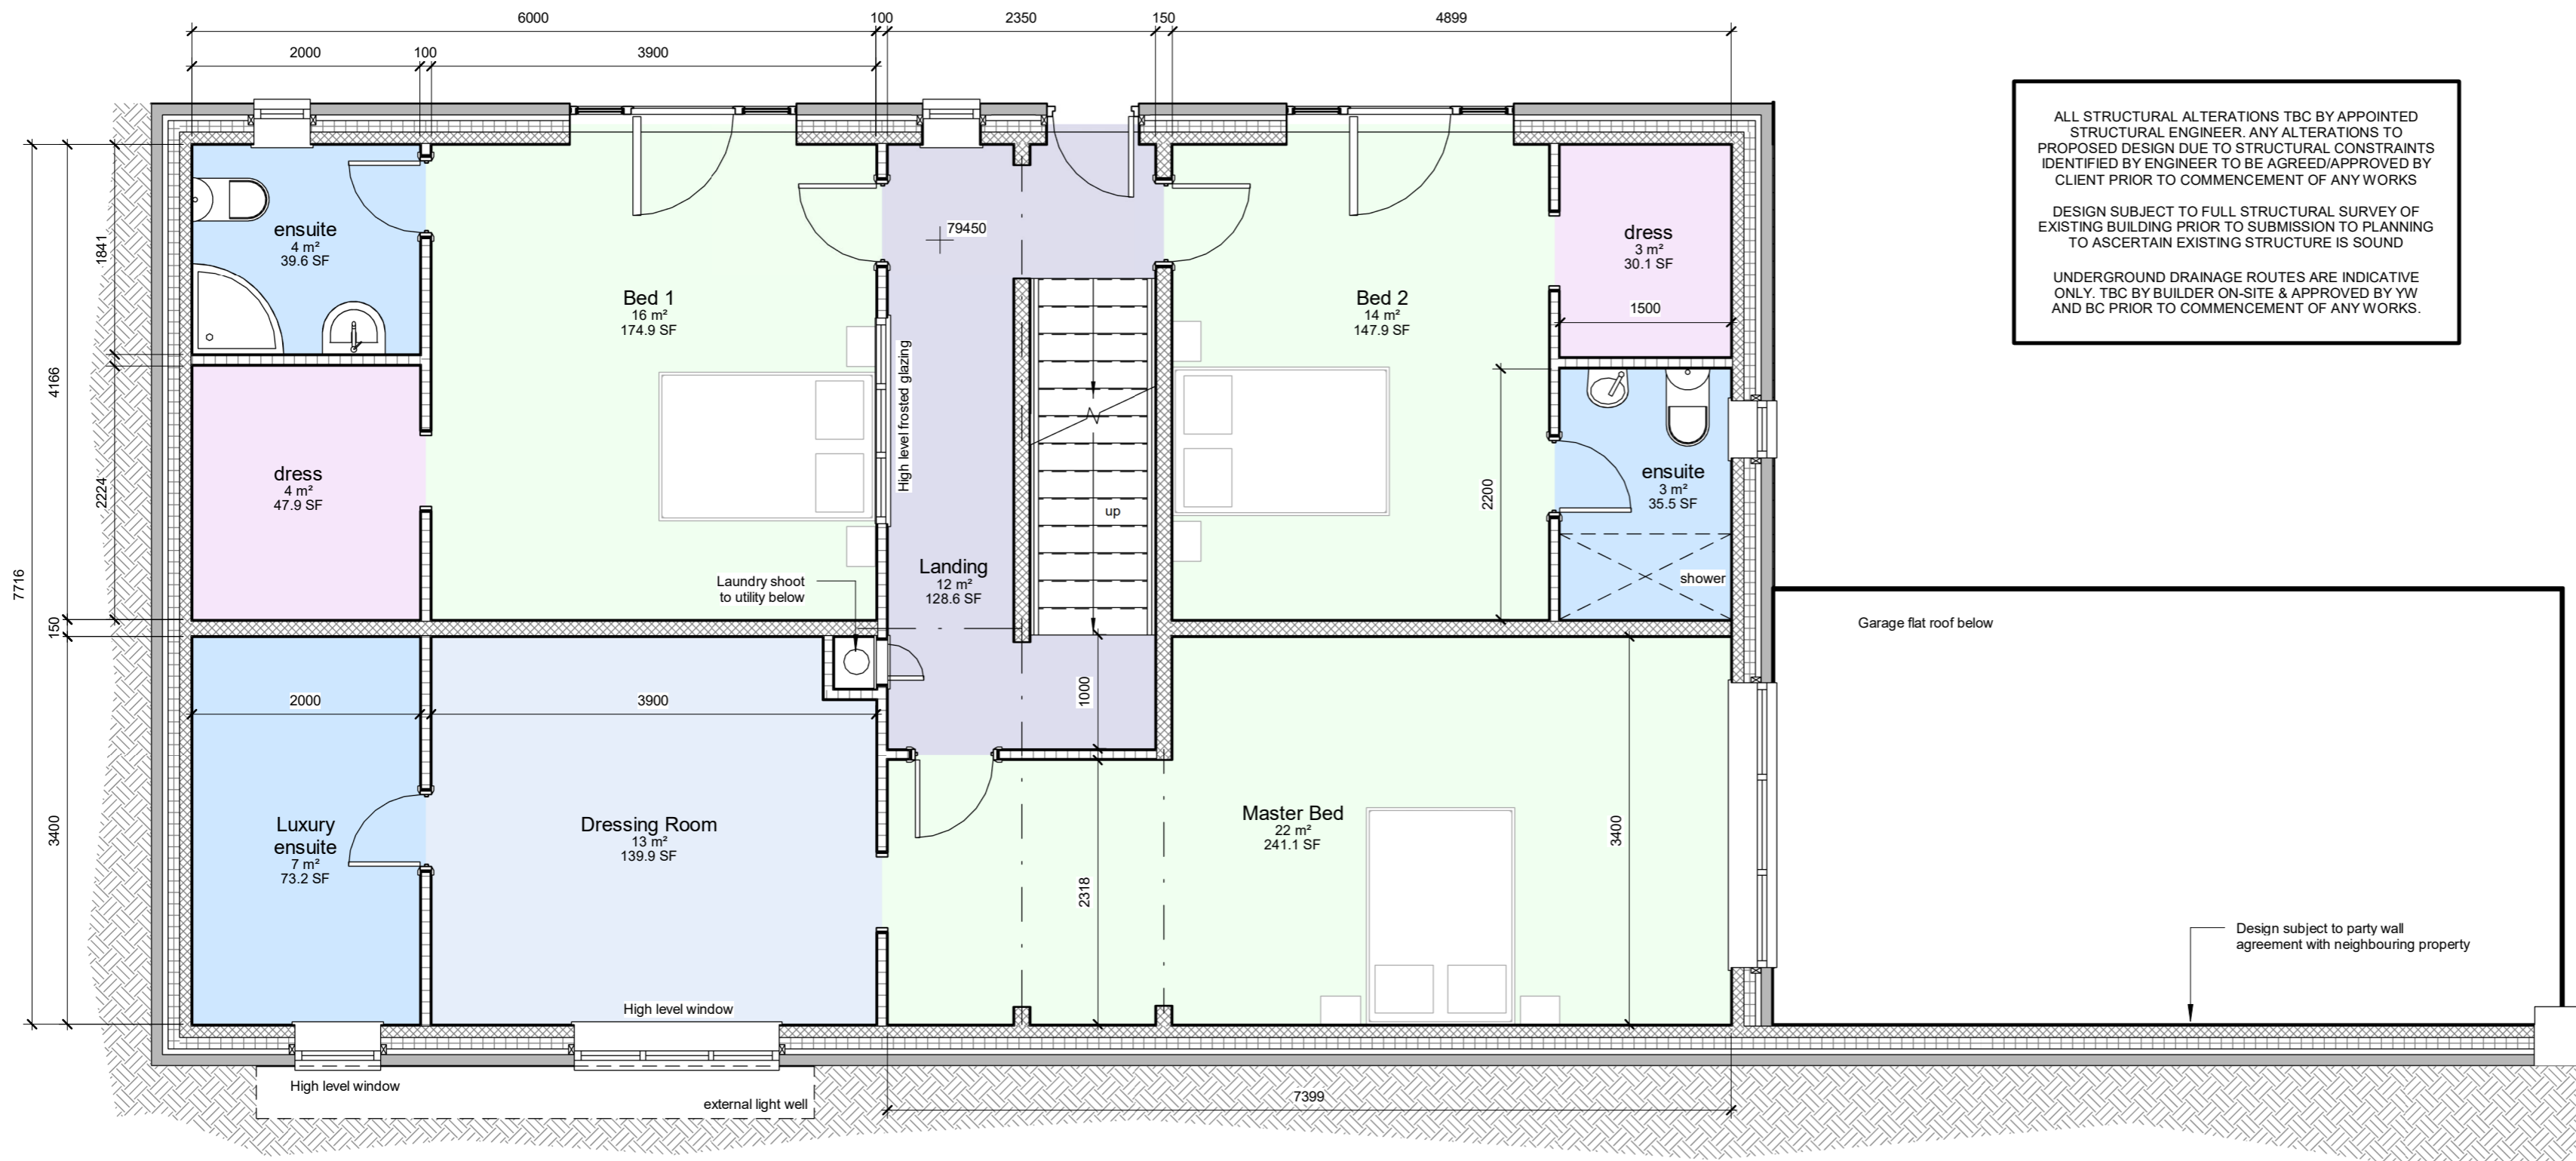 6000
100
2350
150
4899
2000
100
3900
ALL STRUCTURAL ALTERATIONS TBC BY APPOINTED
STRUCTURAL ENGINEER. ANY ALTERATIONS TO
PROPOSED DESIGN DUE TO STRUCTURAL CONSTRAINTS
IDENTIFIED BY ENGINEER TO BE AGREED/APPROVED BY
CLIENT PRIOR TO COMMENCEMENT OF ANY WORKS
DESIGN SUBJECT TO FULL STRUCTURAL SURVEY OF
EXISTING BUILDING PRIOR TO SUBMISSION TO PLANNING
TO ASCERTAIN EXISTING STRUCTURE IS SOUND
UNDERGROUND DRAINAGE ROUTES ARE INDICATIVE
ONLY. TBC BY BUILDER ON-SITE & APPROVED BY YW
AND BC PRIOR TO COMMENCEMENT OF ANY WORKS.
7716
4166
150
3400
1841
2224
ensuite
4 m²
39.6 SF
Bed 1
16 m²
174.9 SF
79450
High level frosted glazing
Bed 2
14 m²
147.9 SF
dress
3 m²
30.1 SF
1500
dress
4 m²
47.9 SF
up
2200
ensuite
3 m²
35.5 SF
shower
Laundry shoot
to utility below
Landing
12 m²
128.6 SF
Garage flat roof below
2000
3900
1000
Luxury
ensuite
7 m²
73.2 SF
Dressing Room
13 m²
139.9 SF
Master Bed
22 m²
241.1 SF
3400
2318
Design subject to party wall
agreement with neighbouring property
High level window
High level window
external light well
7399